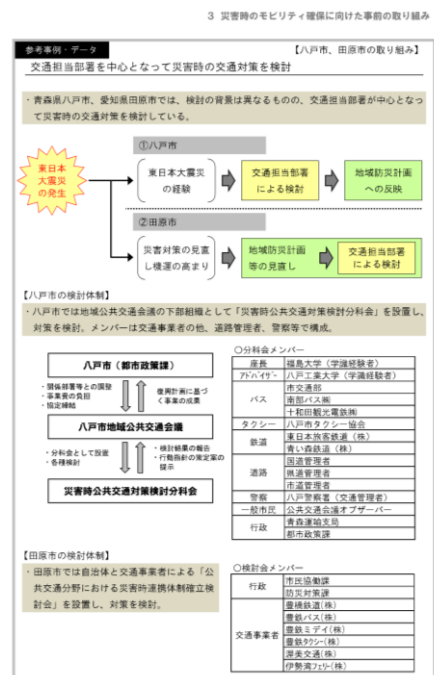 3 災害時のモビリティ確保に向けた事前の取り組み
参考事例・データ
【八戸市、田原市の取り組み】
交通担当部署を中心となって災害時の交通対策を検討
・青森県八戸市、愛知県田原市では、検討の背景は異なるものの、交通担当部署が中心となっ
て災害時の交通対策を検討している。
①八戸市
東日本
大震災
の発生
東日本大震災
の経験
交通担当部署
による検討
地域防災計画
への反映
②田原市
災害対策の見直
し機運の高まり
地域防災計画
等の見直し
交通担当部署
による検討
【八戸市の検討体制】
・八戸市では地域公共交通会議の下部組織として「災害時公共交通対策検討分科会」を設置し、
対策を検討。メンバーは交通事業者の他、道路管理者、警察等で構成。
八戸市(都市政策課)
・関係部署等との調整
・事業費の負担
・協定締結
復興計画に基づ
く事業の成果
八戸市地域公共交通会議
・分科会として設置
・各種検討
・検討結果の報告
・行動指針の策定案の
提示
災害時公共交通対策検討分科会
○分科会メンバー
座長 福島大学(学識経験者)
アドバイザー 八戸工業大学(学識経験者)
バス 市交通部
南部バス㈱
十和田観光電鉄㈱
タクシー 八戸市タクシー協会
鉄道 東日本旅客鉄道(株)
青い森鉄道(株)
道路 国道管理者
県道管理者
市道管理者
警察 八戸警察署(交通管理者)
一般市民 公共交通会議オブザーバー
行政 青森運輸支局
都市政策課
【田原市の検討体制】
・田原市では自治体と交通事業者による「公
共交通分野における災害時連携体制確立検
討会」を設置し、対策を検討。
○検討会メンバー
行政 市民協働課
防災対策課
交通事業者 豊橋鉄道(株)
豊鉄バス(株)
豊鉄ミデイ(株)
豊鉄タクシー(株)
渥美交通(株)
伊勢湾フェリー(株)